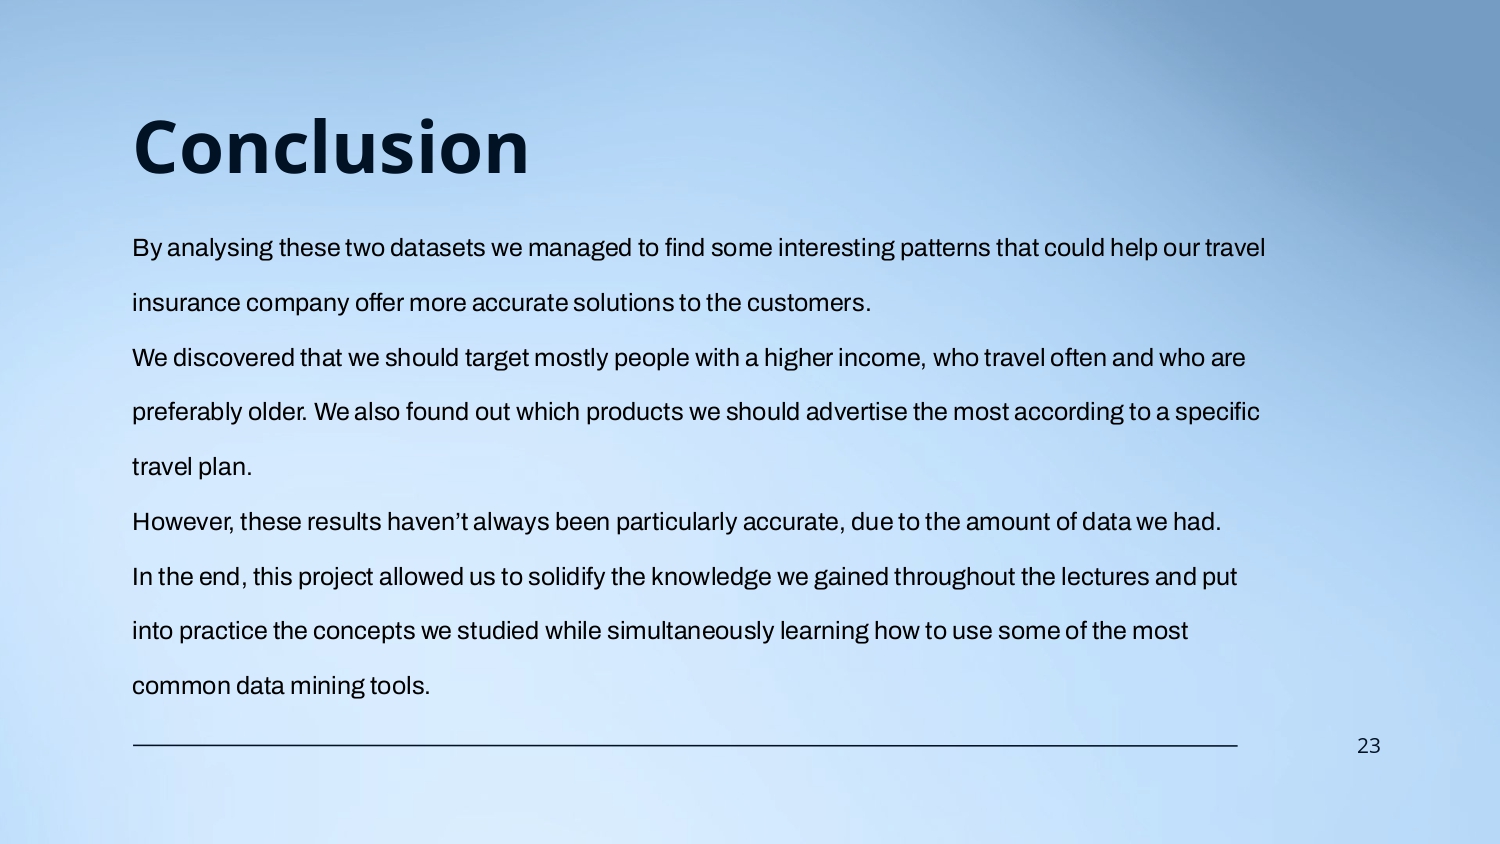 Conclusion
By analysing these two datasets we managed to find some interesting patterns that could help our travel
insurance company offer more accurate solutions to the customers.
We discovered that we should target mostly people with a higher income, who travel often and who are
preferably older. We also found out which products we should advertise the most according to a specific
travel plan.
However, these results haven’t always been particularly accurate, due to the amount of data we had.
In the end, this project allowed us to solidify the knowledge we gained throughout the lectures and put
into practice the concepts we studied while simultaneously learning how to use some of the most
common data mining tools.
23